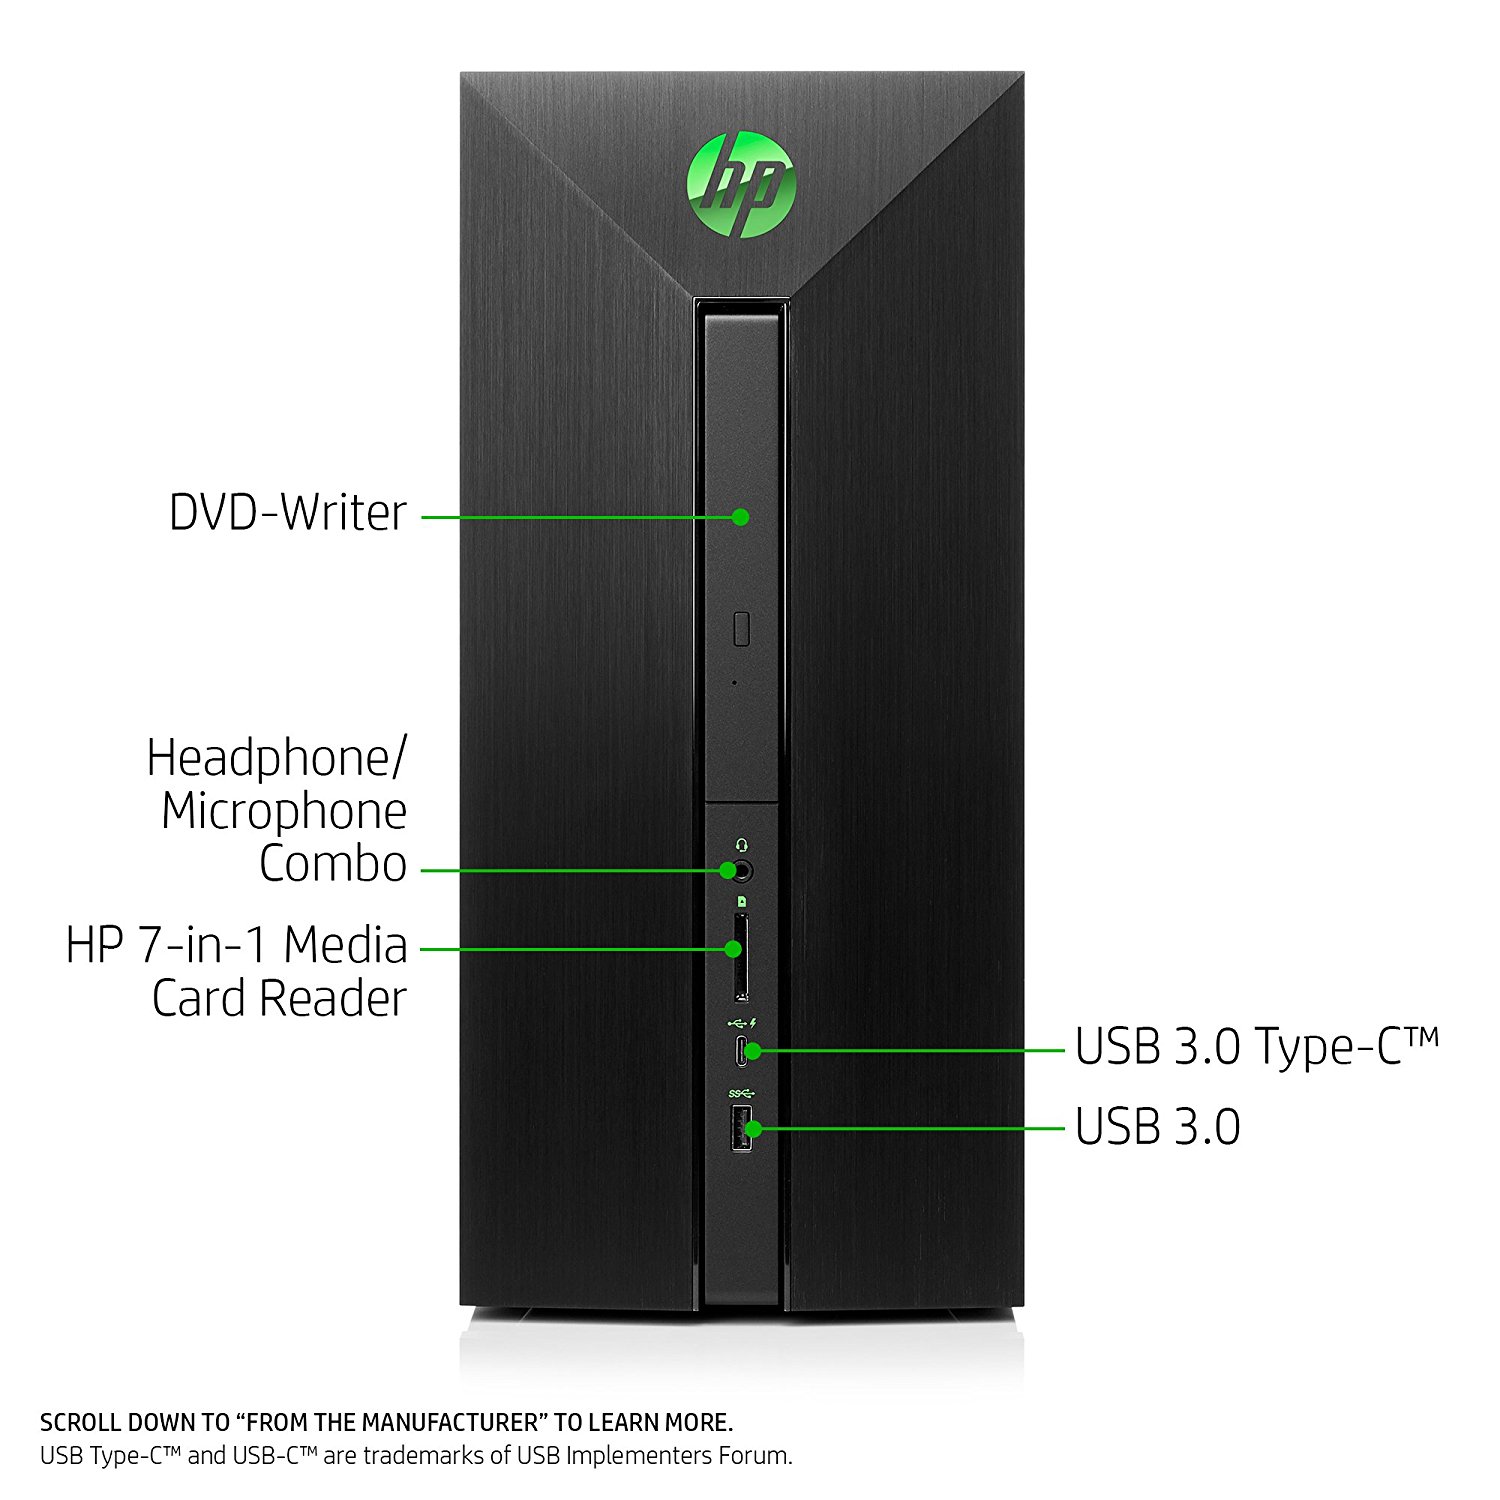 hp
DVD-Writer
Headphone/
Microphone
Combo
HP 7-in-1 Media
Card Reader
USB 3.0 Type-C™
SS
USB 3.0
SCROLL DOWN TO “FROM THE MANUFACTURER” TO LEARN MORE.
USB Type-C™ and USB-C™ are trademarks of USB Implementers Forum.